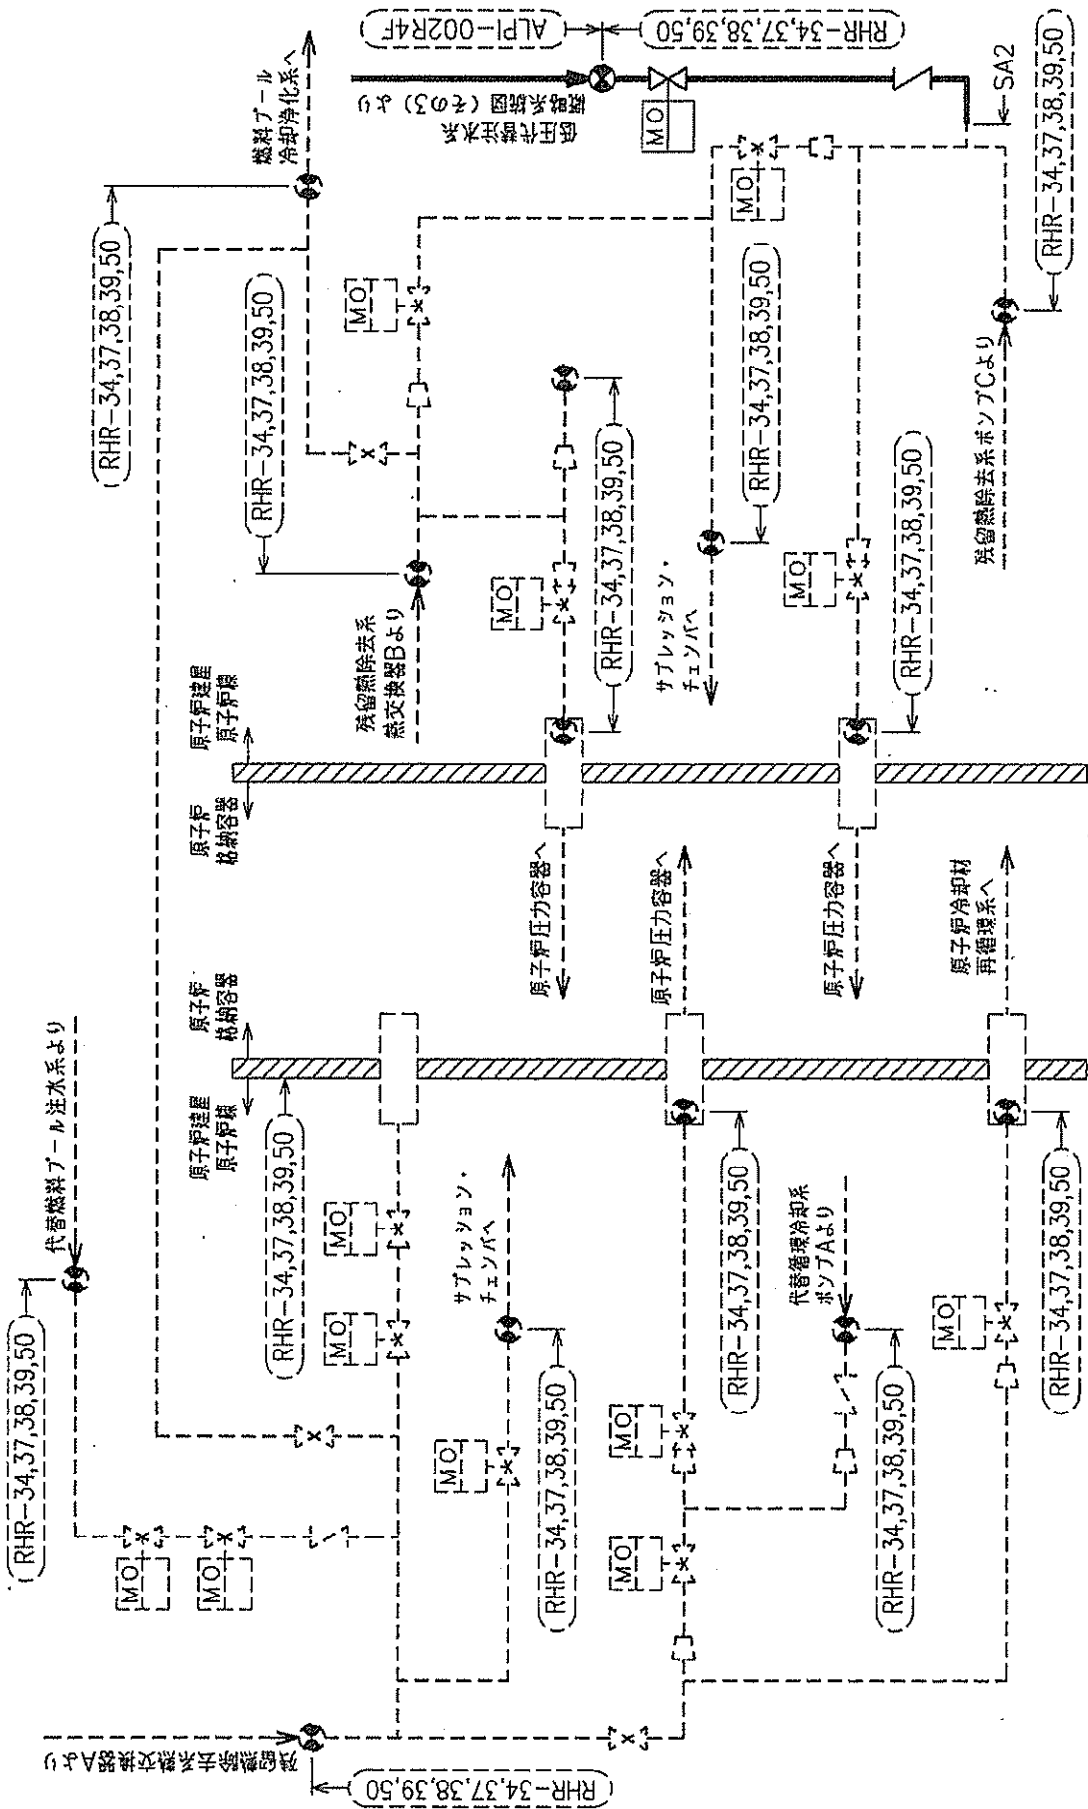 残留熱除去系熱交換器Aより
RHR-34,37,38,39,50
RHR-34,37,38,39,50
代替燃料プール注水系より
MO
MO
原子炉建屋
原子炉棟
原子炉
格納容器
RHR-34,37,38,39,50
MO
MO
MO
サプレッション・
チェンバへ
RHR-34,37,38,39,50
MO
MO
RHR-34,37,38,39,50
原子炉圧力容器へ
代替循環冷却系
ポンプAより
RHR-34,37,38,39,50
MO
RHR-34,37,38,39,50
原子炉冷却材
再循環系へ
原子炉
格納容器
原子炉建屋
原子炉棟
RHR-34,37,38,39,50
燃料プール
冷却浄化系へ
RHR-34,37,38,39,50
残留熱除去系
熱交換器Bより
MO
原子炉圧力容器へ
MO
RHR-34,37,38,39,50
サプレッション・
チェンバへ
RHR-34,37,38,39,50
MO
原子炉圧力容器へ
MO
RHR-34,37,38,39,50
残留熱除去系ポンプCより
RHR-34,37,38,39,50
低圧代替注水系
概略系統図(その3)より
ALPI-002R4F
RHR-34,37,38,39,50
MO
SA2